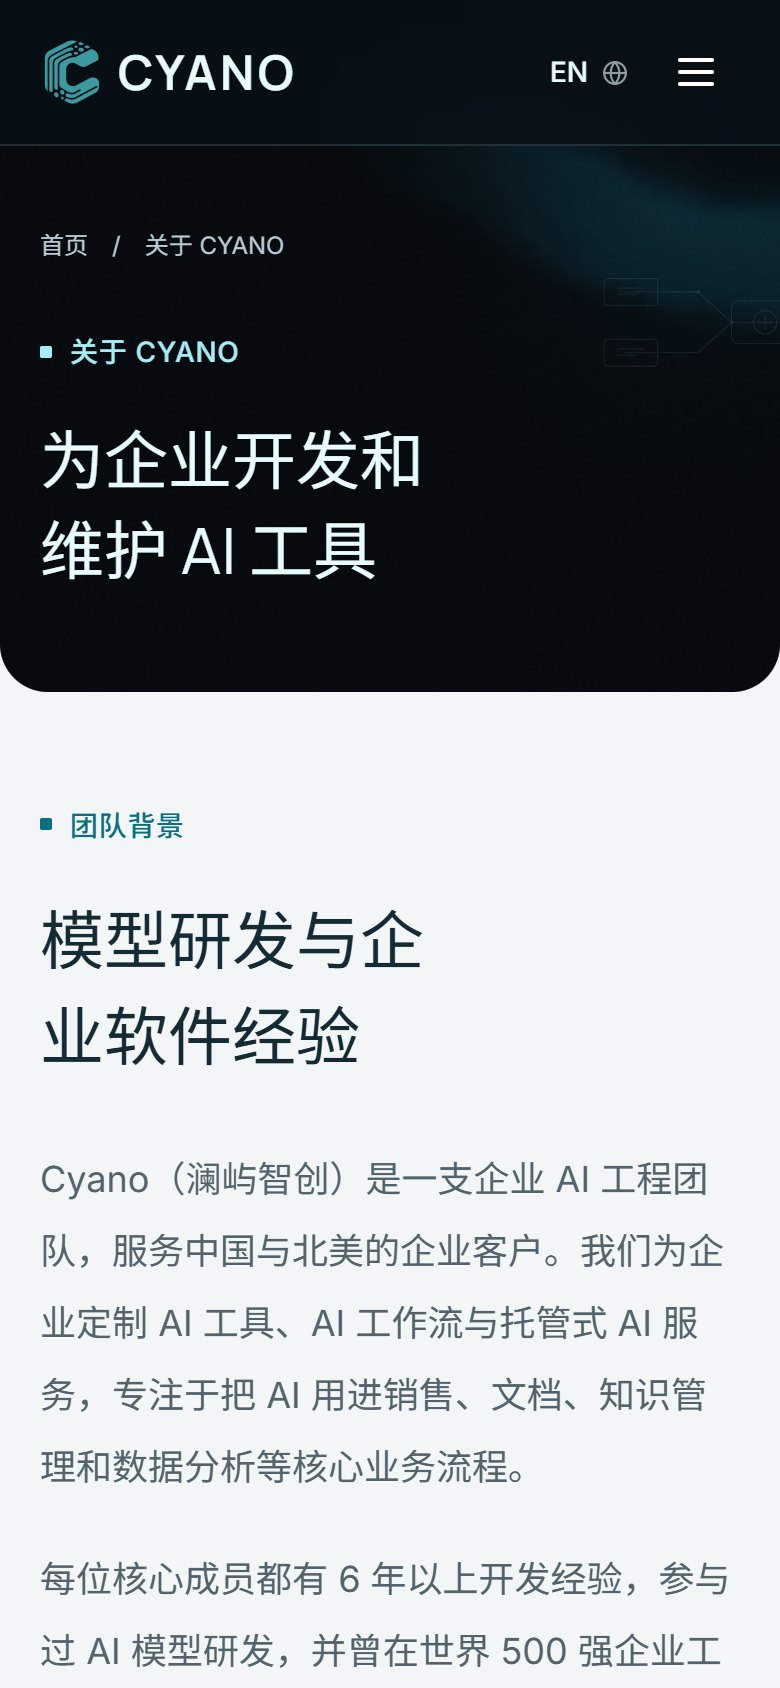 CYANO
EN
首页 / 关于 CYANO
关于 CYANO
为企业开发和
维护 AI 工具
团队背景
模型研发与企
业软件经验
Cyano（澜屿智创）是一支企业 AI 工程团
队，服务中国与北美的企业客户。我们为企
业定制 AI 工具、AI 工作流与托管式 AI 服
务，专注于把 AI 用进销售、文档、知识管
理和数据分析等核心业务流程。
每位核心成员都有 6 年以上开发经验，参与
过 AI 模型研发，并曾在世界 500 强企业工